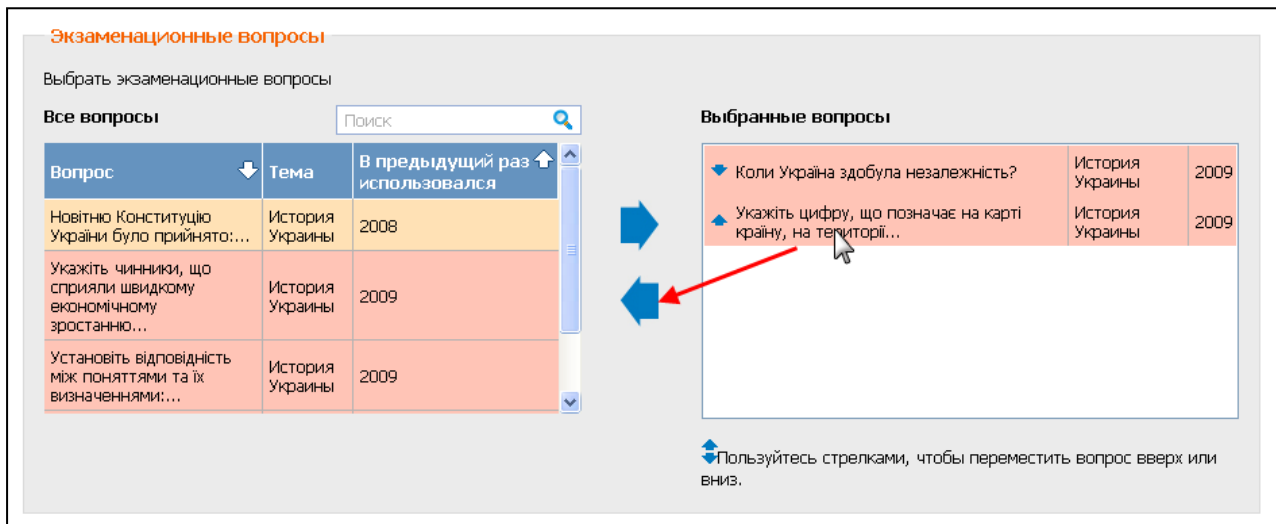 Экзаменационные вопросы
Выбрать экзаменационные вопросы
Все вопросы
Поиск
Вопрос
Тема
В предыдущий раз
использовался
Новітню Конституцію
України було прийнято:...
История
Украины
2008
Укажіть чинники, що
сприяли швидкому
економічному
зростанню...
История
Украины
2009
Установіть відповідність
між поняттями та їх
визначеннями:...
История
Украины
2009
Выбранные вопросы
Коли Україна здобула незалежність?
История
Украины
2009
Укажіть цифру, що позначає на карті
країну, на території...
История
Украины
2009
Пользуйтесь стрелками, чтобы переместить вопрос вверх или
вниз.